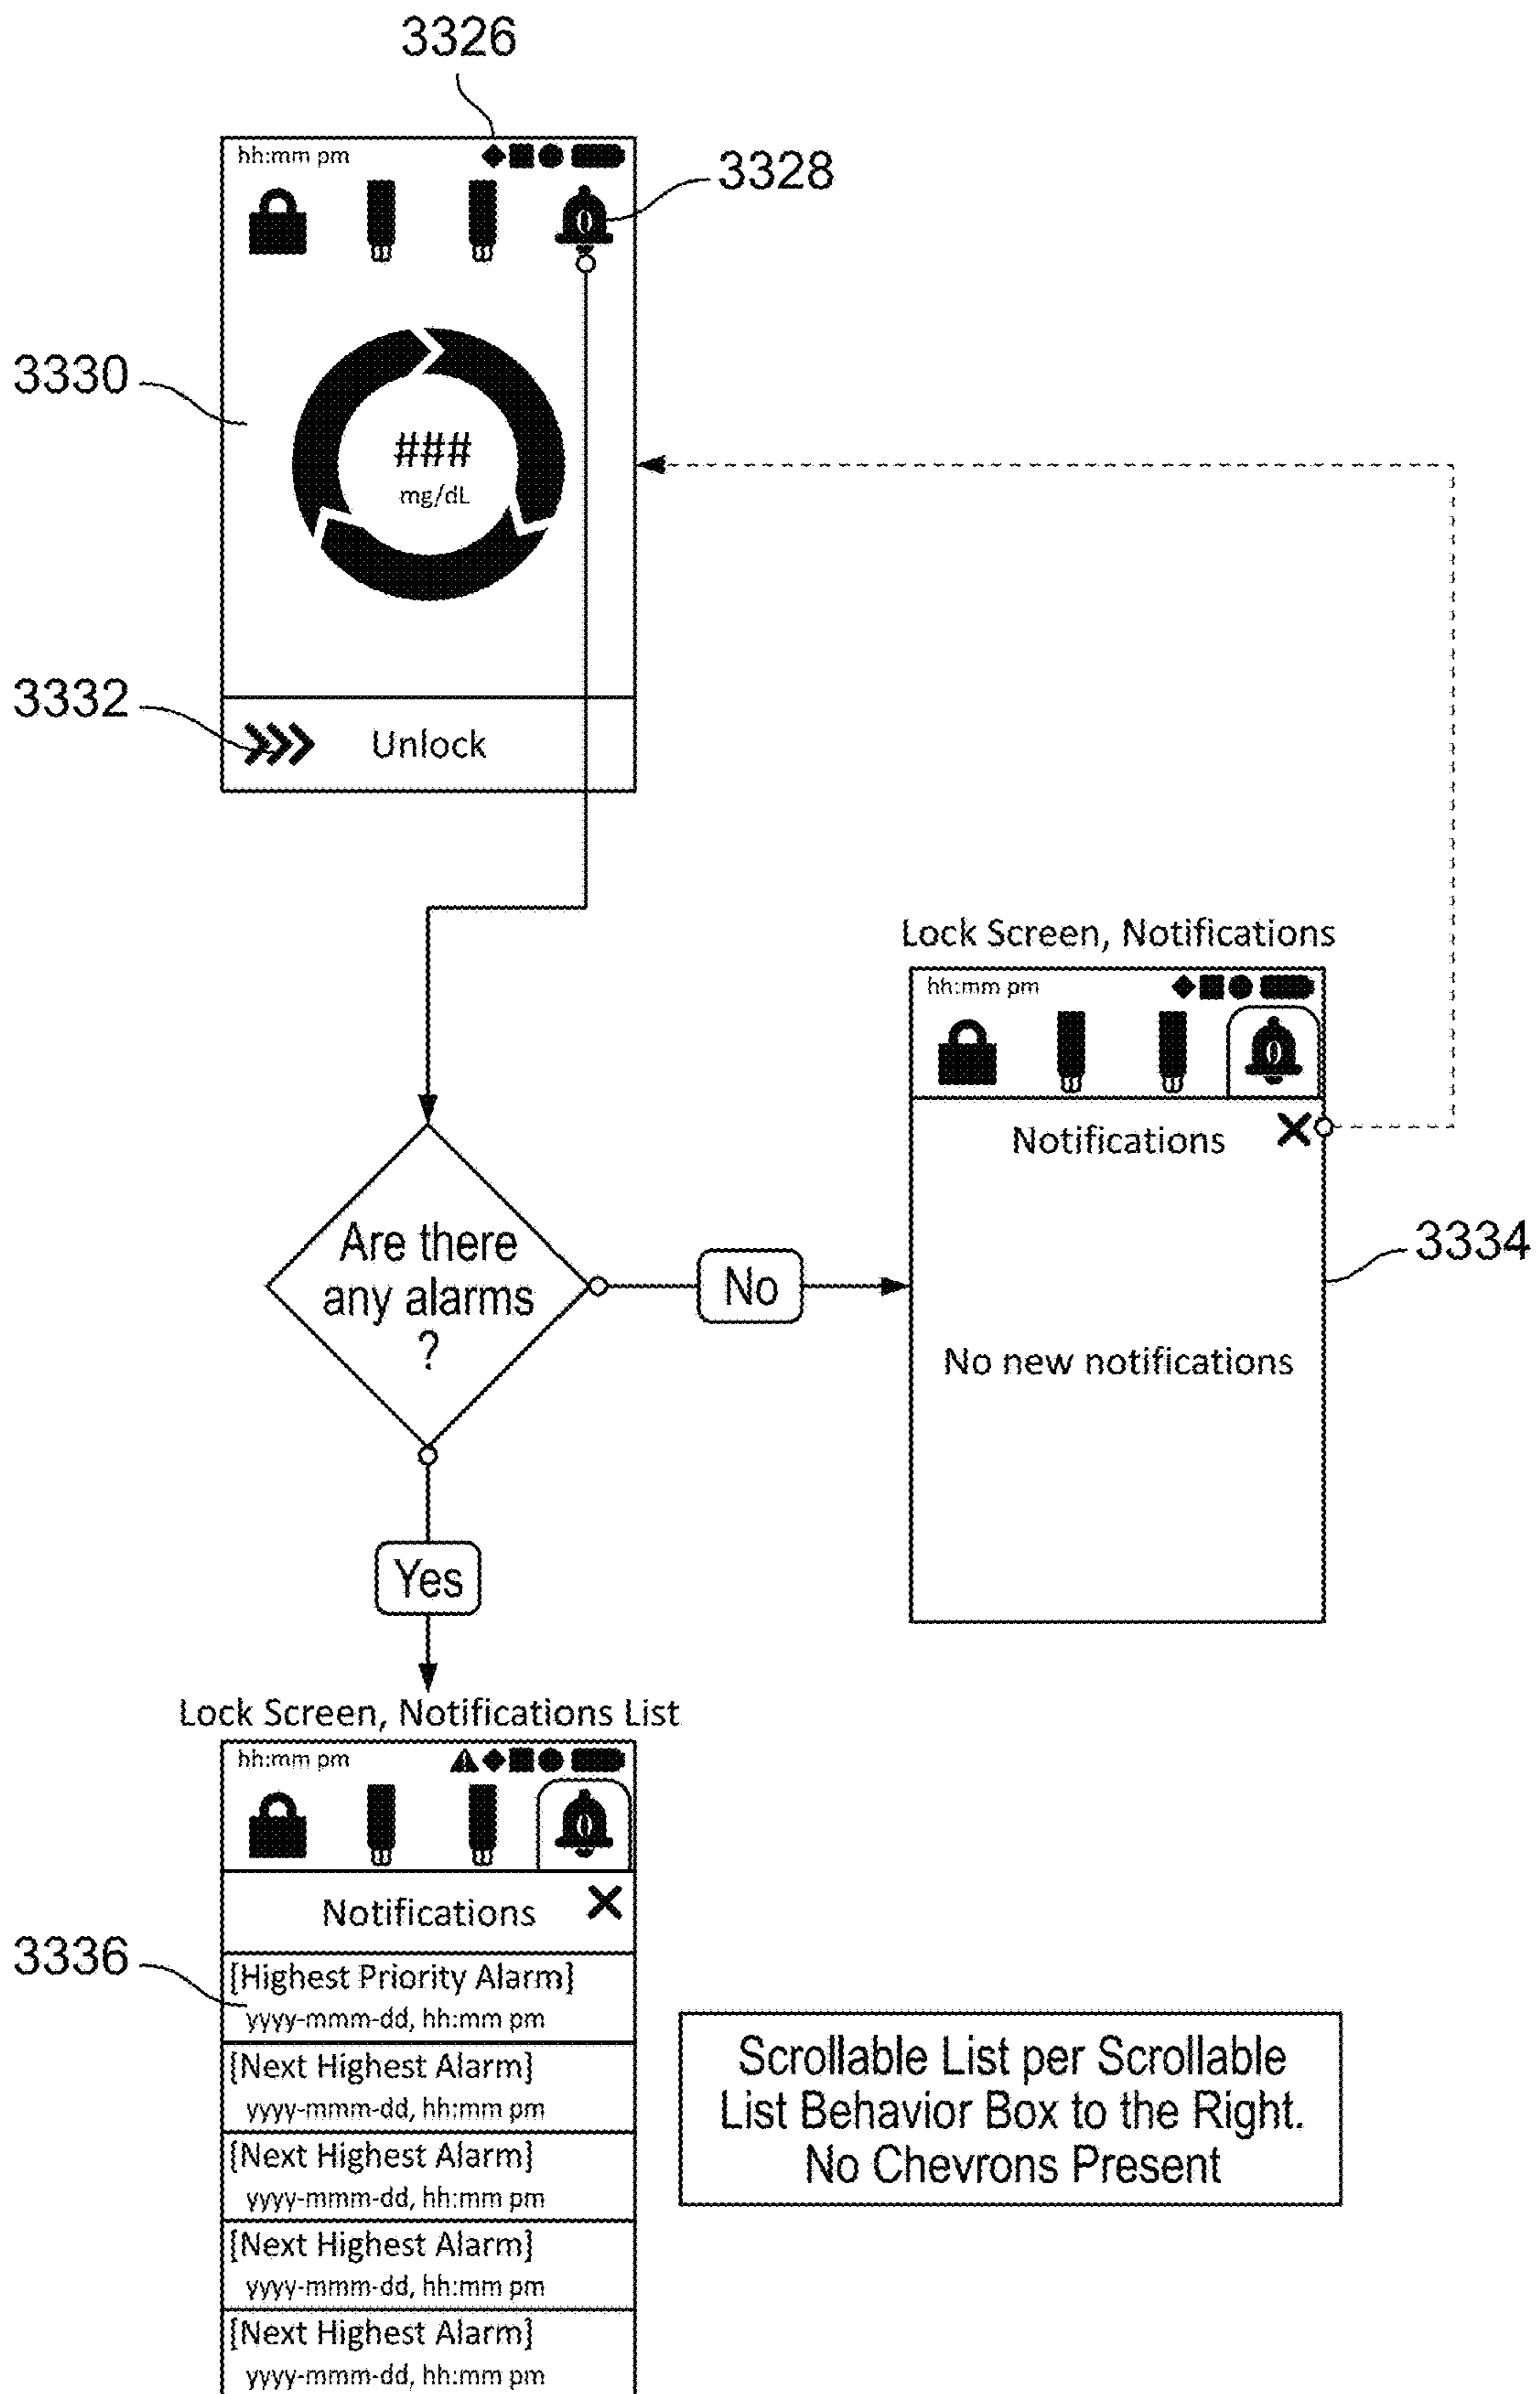 3326
hh:mm pm
3328
3330
###
mg/dL
3332
Unlock
Lock Screen, Notifications
hh:mm pm
Notifications
3334
Are there
any alarms
?
No
No new notifications
Yes
Lock Screen, Notifications List
hh:mm pm
Notifications
3336
[Highest Priority Alarm]
yyyy-mmm-dd, hh:mm pm
[Next Highest Alarm]
yyyy-mmm-dd, hh:mm pm
[Next Highest Alarm]
yyyy-mmm-dd, hh:mm pm
[Next Highest Alarm]
yyyy-mmm-dd, hh:mm pm
[Next Highest Alarm]
yyyy-mmm-dd, hh:mm pm
Scrollable List per Scrollable
List Behavior Box to the Right.
No Chevrons Present